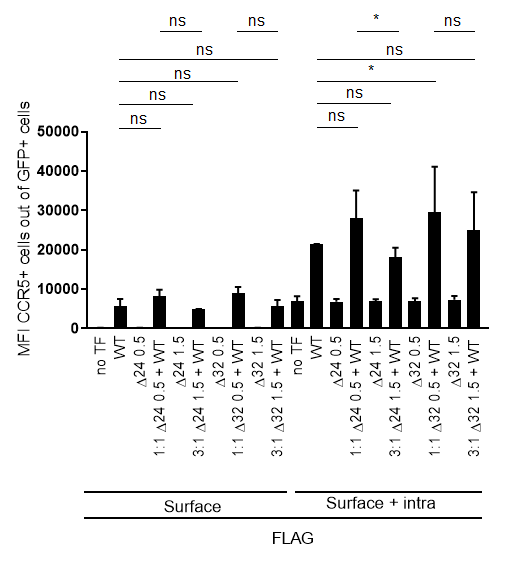 ns ns * ns
ns ns
ns *
ns ns
ns ns
MFI CCR5+ cells out of GFP+ cells
50000
40000
30000
20000
10000
0
no TF
WT
Δ24 0.5
1:1 Δ24 0.5 + WT
Δ24 1.5
3:1 Δ24 1.5 + WT
Δ32 0.5
1:1 Δ32 0.5 + WT
Δ32 1.5
3:1 Δ32 1.5 + WT
no TF
WT
Δ24 0.5
1:1 Δ24 0.5 + WT
Δ24 1.5
3:1 Δ24 1.5 + WT
Δ32 0.5
1:1 Δ32 0.5 + WT
Δ32 1.5
3:1 Δ32 1.5 + WT
Surface
Surface + intra
FLAG